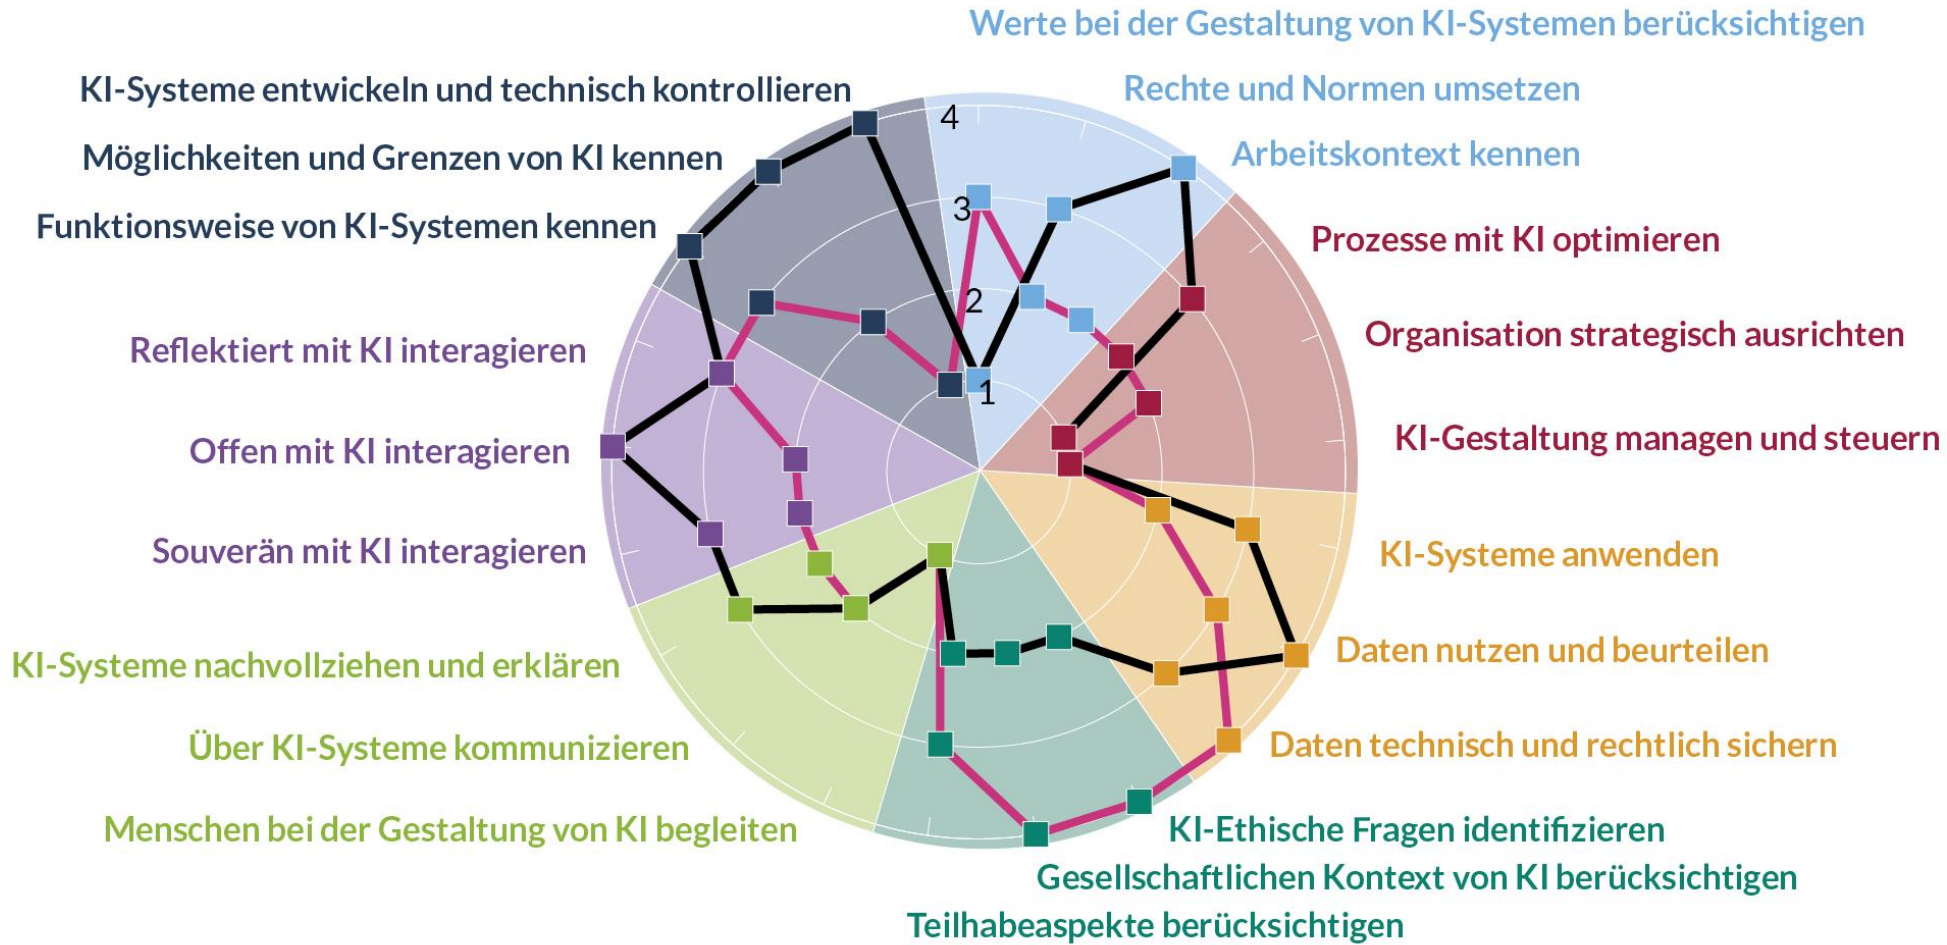 Werte bei der Gestaltung von KI-Systemen berücksichtigen
Rechte und Normen umsetzen
Arbeitskontext kennen
Prozesse mit KI optimieren
Organisation strategisch ausrichten
KI-Gestaltung managen und steuern
KI-Systeme anwenden
Daten nutzen und beurteilen
Daten technisch und rechtlich sichern
KI-Ethische Fragen identifizieren
Gesellschaftlichen Kontext von KI berücksichtigen
Teilhabeaspekte berücksichtigen
Menschen bei der Gestaltung von KI begleiten
Über KI-Systeme kommunizieren
KI-Systeme nachvollziehen und erklären
Souverän mit KI interagieren
Offen mit KI interagieren
Reflektiert mit KI interagieren
Funktionsweise von KI-Systemen kennen
Möglichkeiten und Grenzen von KI kennen
KI-Systeme entwickeln und technisch kontrollieren
4
3
2
1